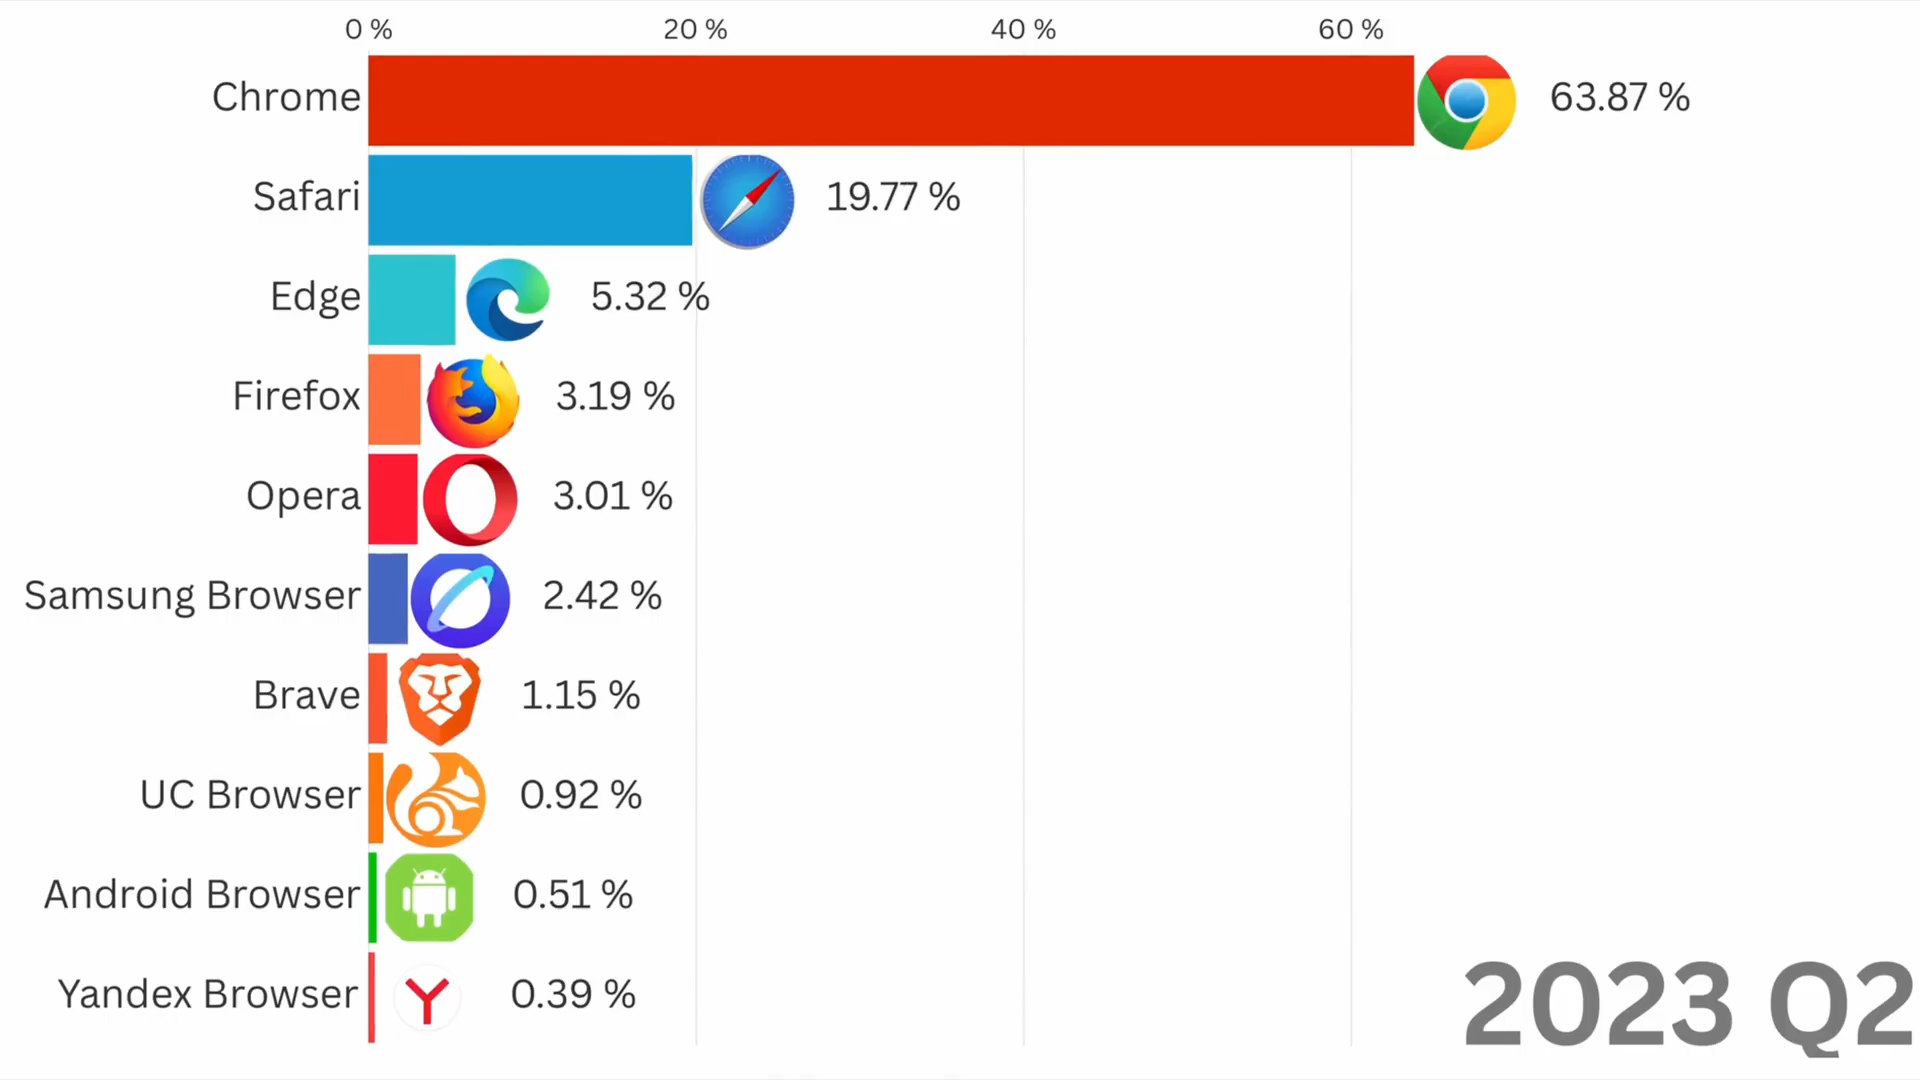 0 % 20 % 40 % 60 %
Chrome 63.87 %
Safari 19.77 %
Edge 5.32 %
Firefox 3.19 %
Opera 3.01 %
Samsung Browser 2.42 %
Brave 1.15 %
UC Browser 0.92 %
Android Browser 0.51 %
Yandex Browser 0.39 %
2023 Q2